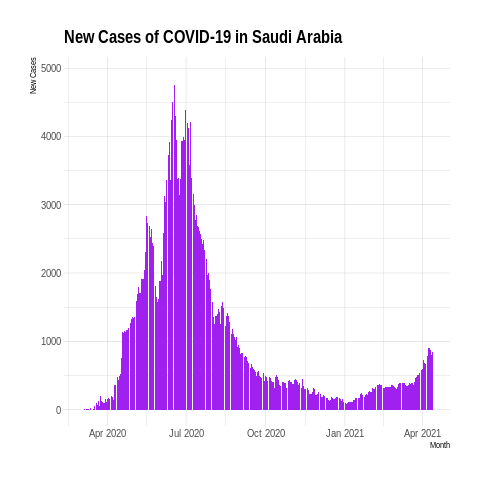 New Cases of COVID-19 in Saudi Arabia
New Cases
5000
4000
3000
2000
1000
0
Apr 2020 Jul 2020 Oct 2020 Jan 2021 Apr 2021
Month